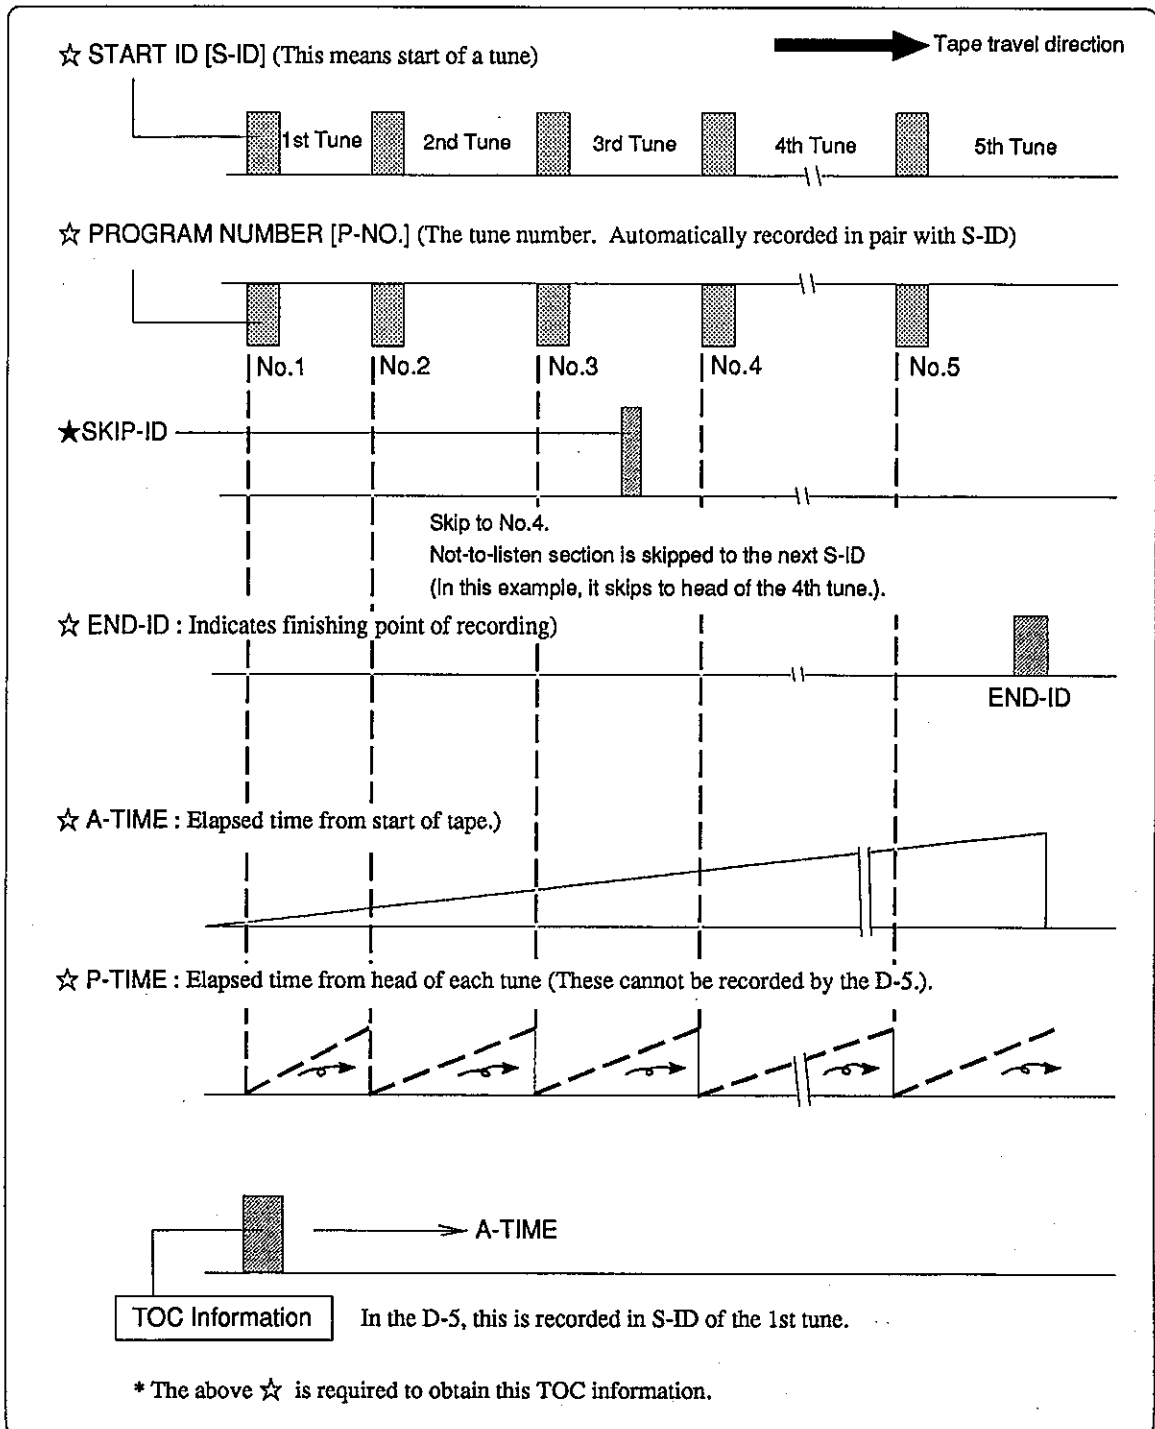 ☆ START ID [S-ID] (This means start of a tune)
Tape travel direction
1st Tune
2nd Tune
3rd Tune
4th Tune
5th Tune
☆ PROGRAM NUMBER [P-NO.] (The tune number. Automatically recorded in pair with S-ID)
No.1
No.2
No.3
No.4
No.5
★SKIP-ID
Skip to No.4.
Not-to-listen section is skipped to the next S-ID
(In this example, it skips to head of the 4th tune.).
☆ END-ID : Indicates finishing point of recording)
END-ID
☆ A-TIME : Elapsed time from start of tape.)
☆ P-TIME : Elapsed time from head of each tune (These cannot be recorded by the D-5.).
A-TIME
TOC Information
In the D-5, this is recorded in S-ID of the 1st tune.
* The above ☆ is required to obtain this TOC information.